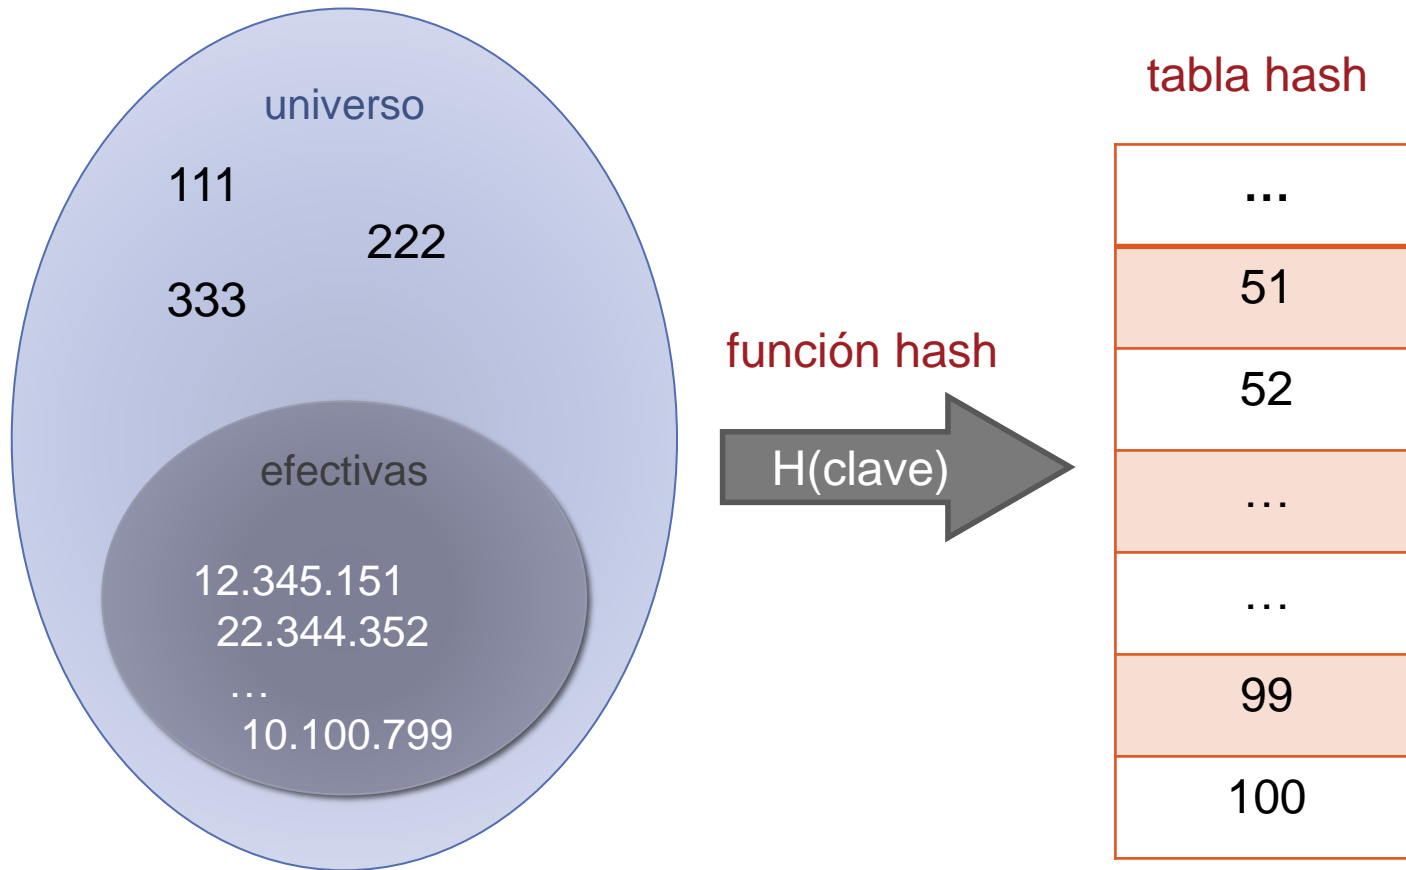 universo
111
222
333
efectivas
12.345.151
22.344.352
…
10.100.799
función hash
H(clave)
tabla hash
...
51
52
…
…
99
100